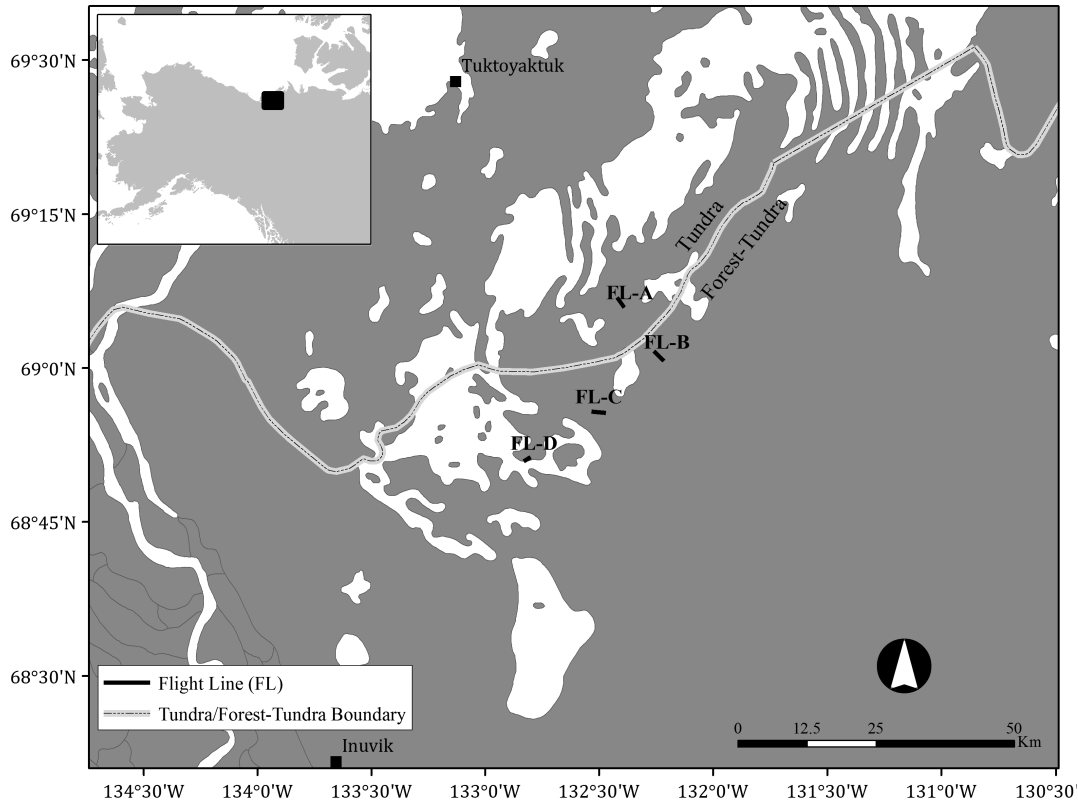 69°30'N
69°15'N
69°0'N
68°45'N
68°30'N
Tuktoyaktuk
Tundra
Forest-Tundra
FL-A
FL-B
FL-C
FL-D
Flight Line (FL)
Tundra/Forest-Tundra Boundary
Inuvik
0 12.5 25 50
Km
134°30'W 134°0'W 133°30'W 133°0'W 132°30'W 132°0'W 131°30'W 131°0'W 130°30'